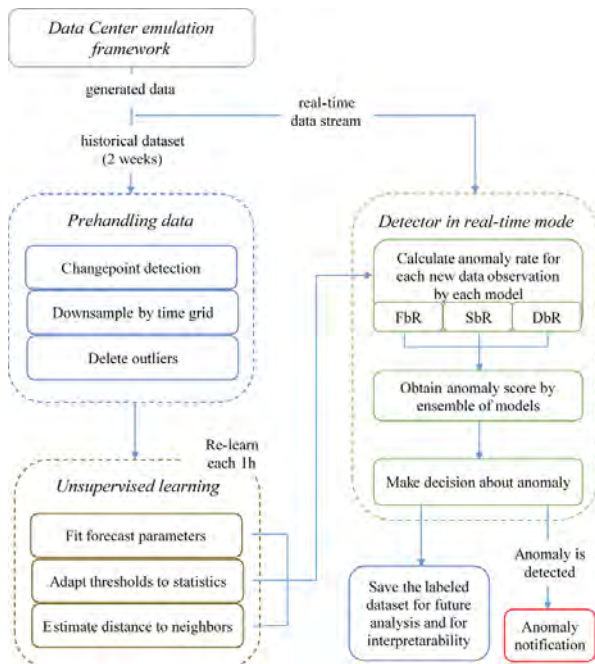 Data Center emulation
framework
generated data
real-time
data stream
historical dataset
(2 weeks)
Prehandling data
Changepoint detection
Downsample by time grid
Delete outliers
Re-learn
each 1h
Unsupervised learning
Fit forecast parameters
Adapt thresholds to statistics
Estimate distance to neighbors
Detector in real-time mode
Calculate anomaly rate for
each new data observation
by each model
FbR
SbR
DbR
Obtain anomaly score by
ensemble of models
Make decision about anomaly
Save the labeled
dataset for future
analysis and for
interpretarability
Anomaly is
detected
Anomaly
notification